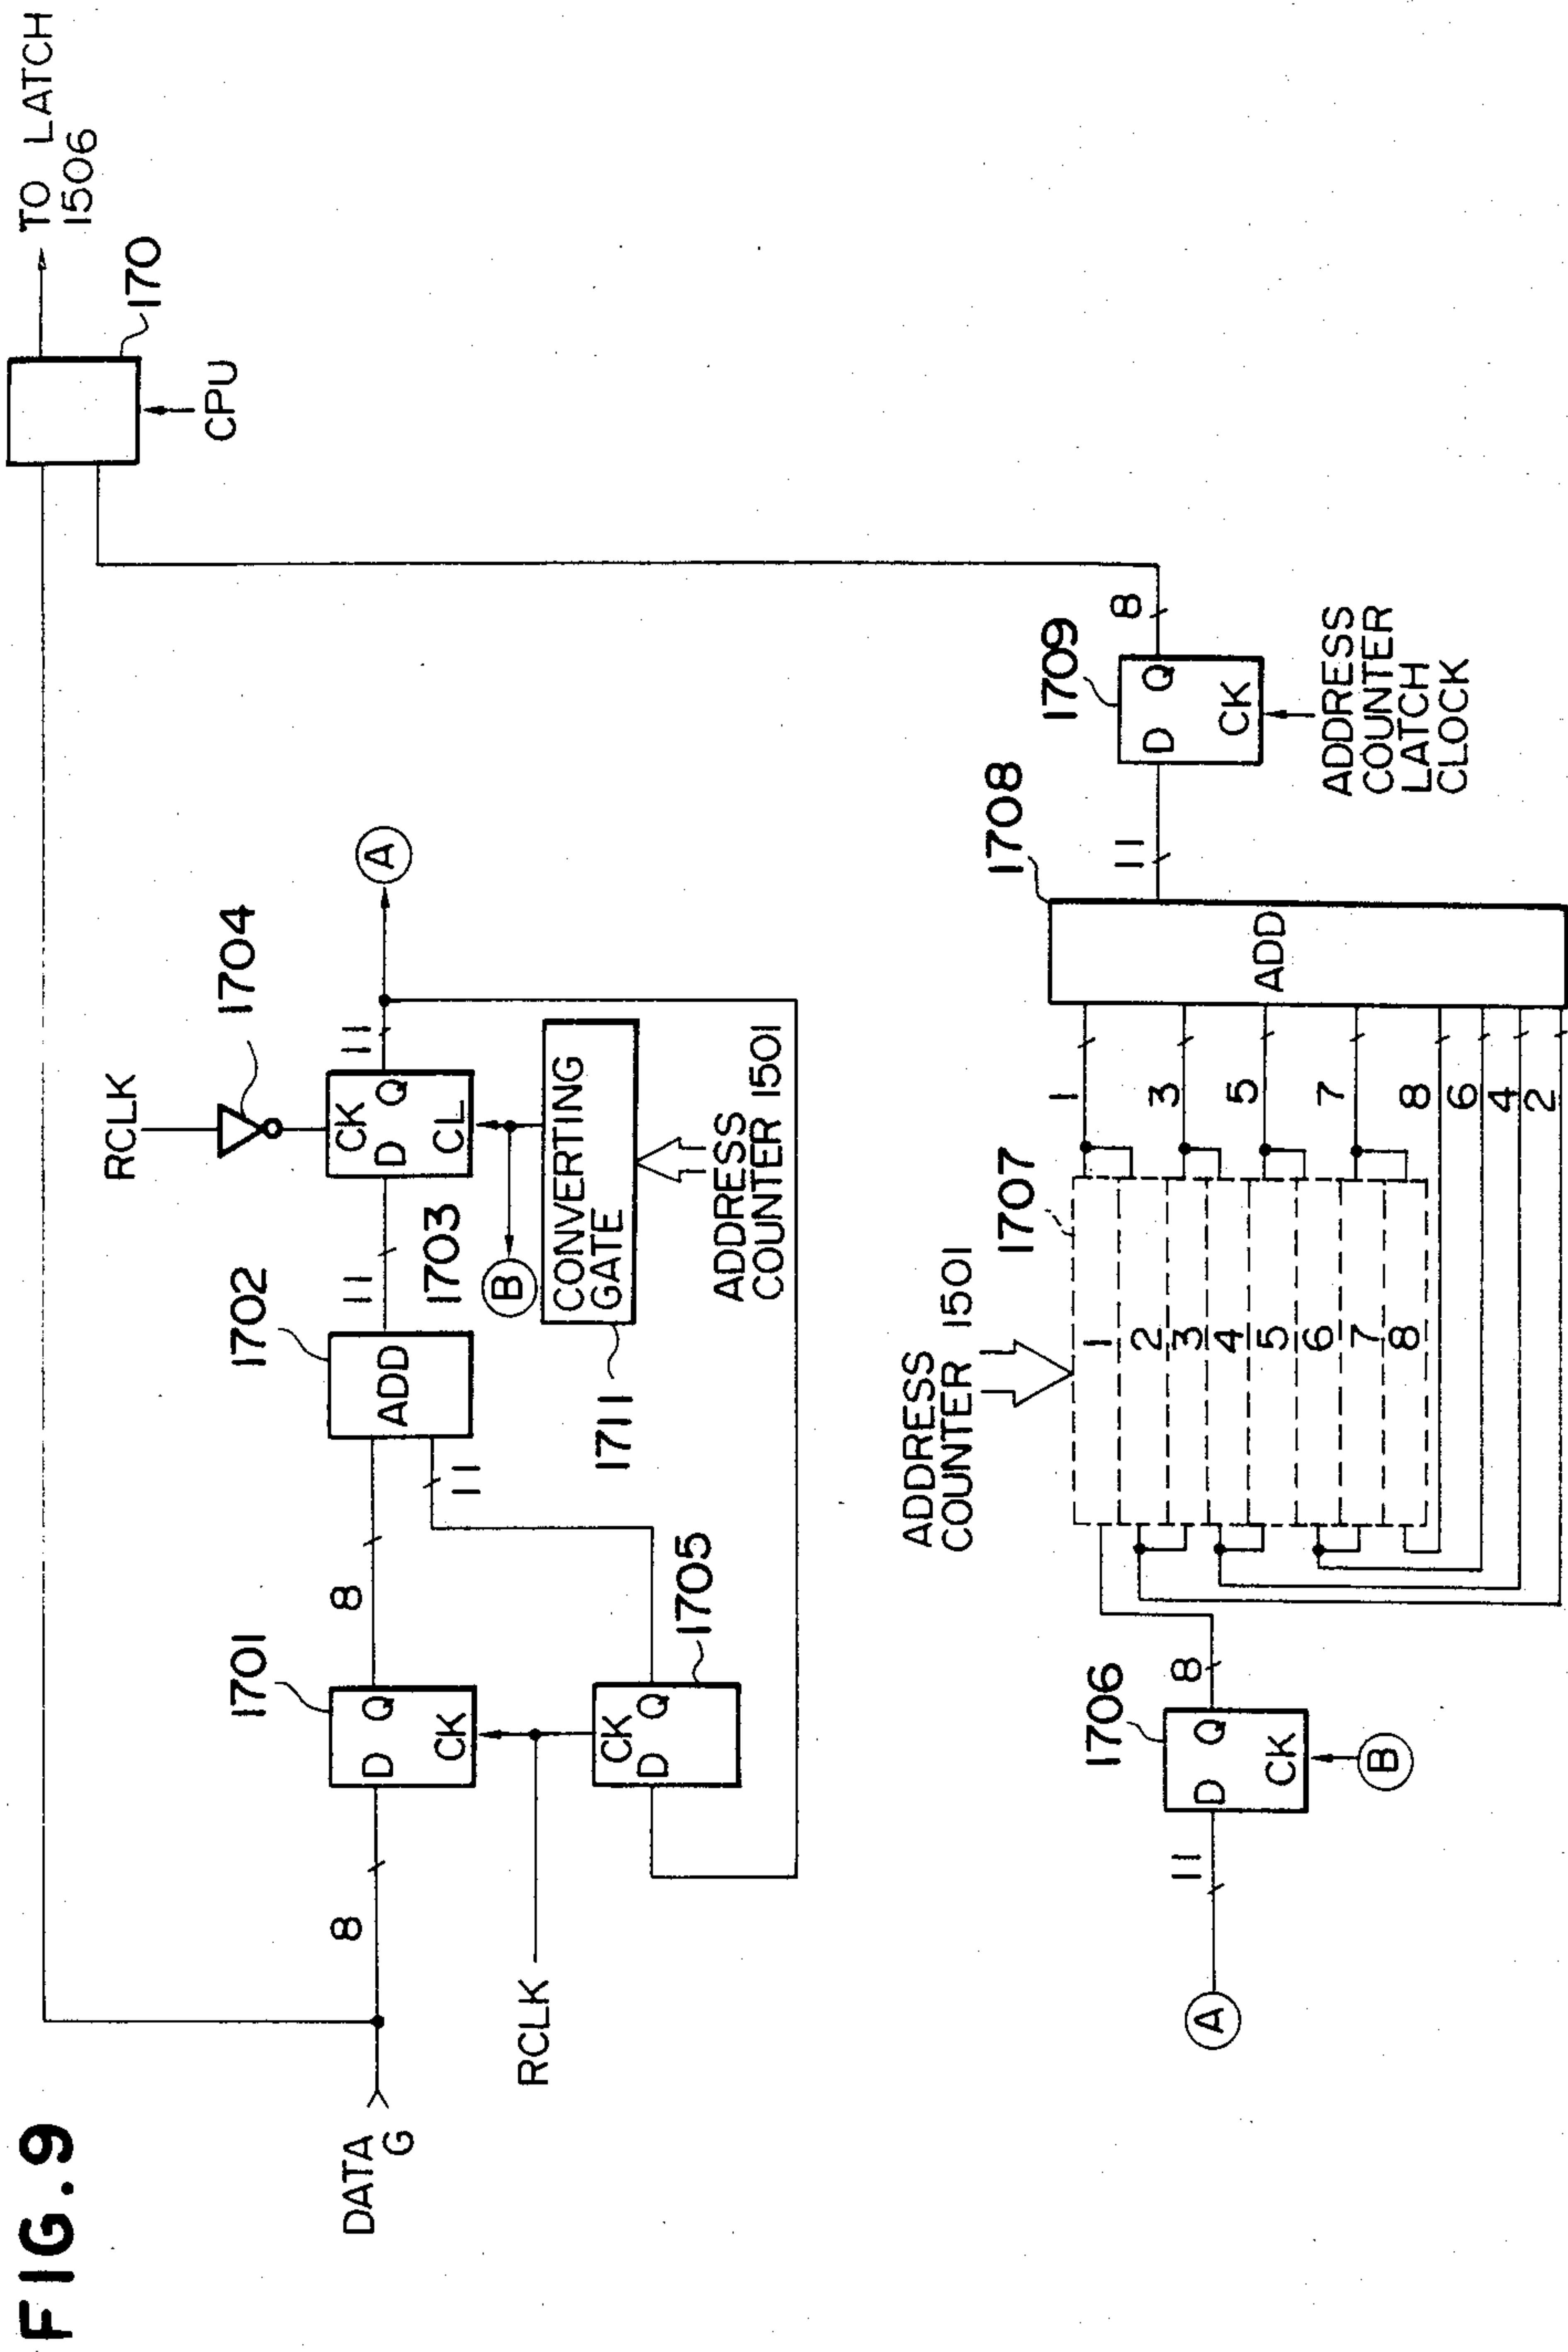 FIG. 9
DATA
G
8
1701
D Q
CK
8
RCLK
1705
CK
D Q
11
1702
ADD
11
1703
RCLK
1704
CK
D Q
CL
11
A
B
CONVERTING
GATE
1711
ADDRESS
COUNTER 1501
170
CPU
TO LATCH
1506
A
11
1706
D Q
CK
B
8
ADDRESS
COUNTER 1501
1707
1
2
3
4
5
6
7
8
1
3
5
7
8
6
4
2
1708
ADD
11
1709
D Q
CK
8
ADDRESS
COUNTER
LATCH
CLOCK